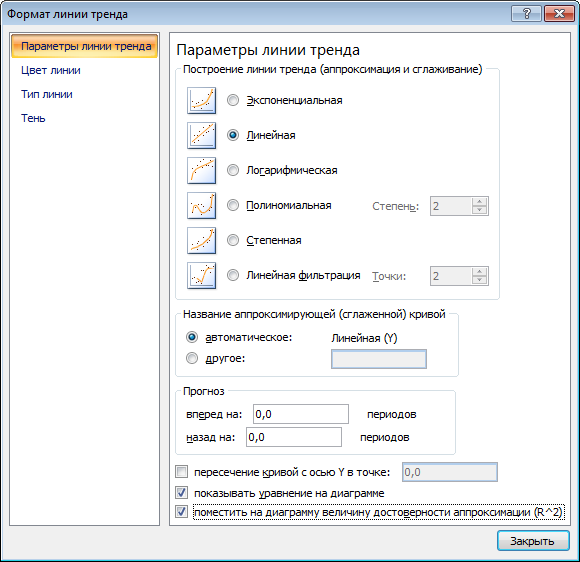 Формат линии тренда
Параметры линии тренда
Цвет линии
Тип линии
Тень
Параметры линии тренда
Построение линии тренда (аппроксимация и сглаживание)
Экспоненциальная
Линейная
Логарифмическая
Полиномиальная Степень: 2
Степенная
Линейная фильтрация Точки: 2
Название аппроксимирующей (сглаженной) кривой
автоматическое: Линейная (Y)
другое:
Прогноз
вперед на: 0,0 периодов
назад на: 0,0 периодов
пересечение кривой с осью Y в точке: 0,0
показывать уравнение на диаграмме
поместить на диаграмму величину достоверности аппроксимации (R^2)
Закрыть